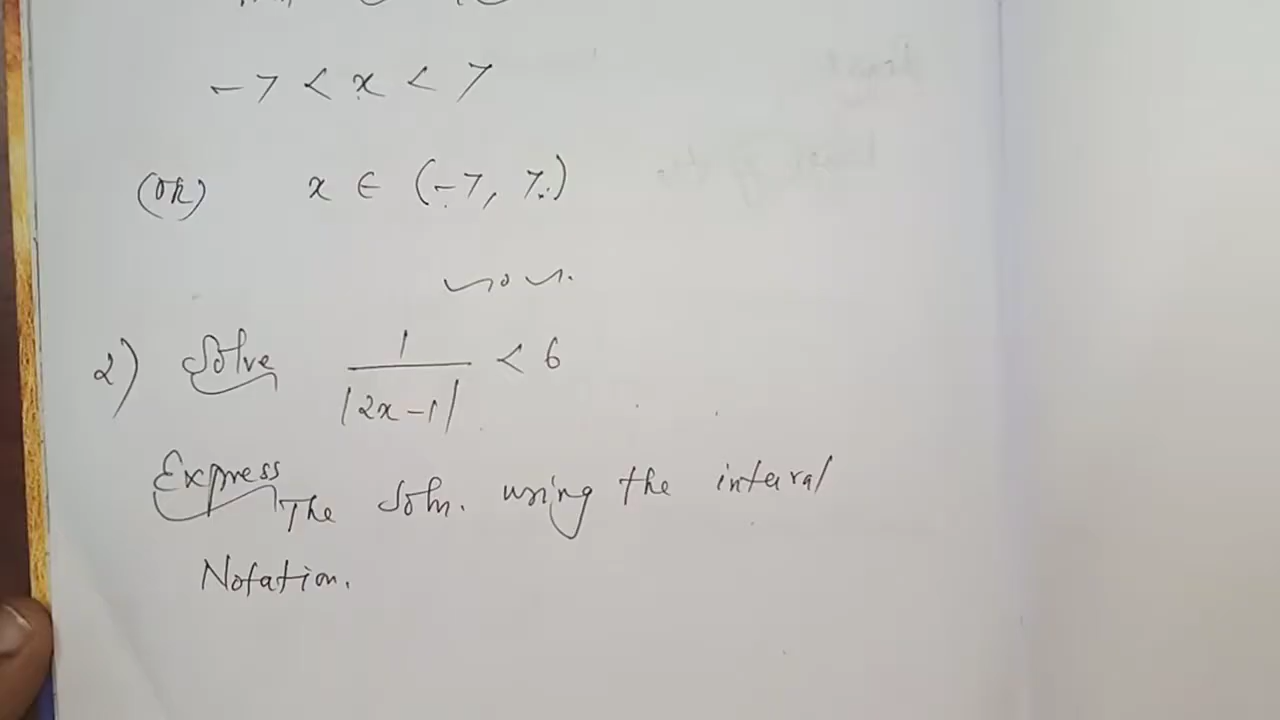 -7 < x < 7
(OR) x ∈ (-7, 7)
2) Solve 1/|2x-1| < 6
Express
The Soln. using the interval
Notation.